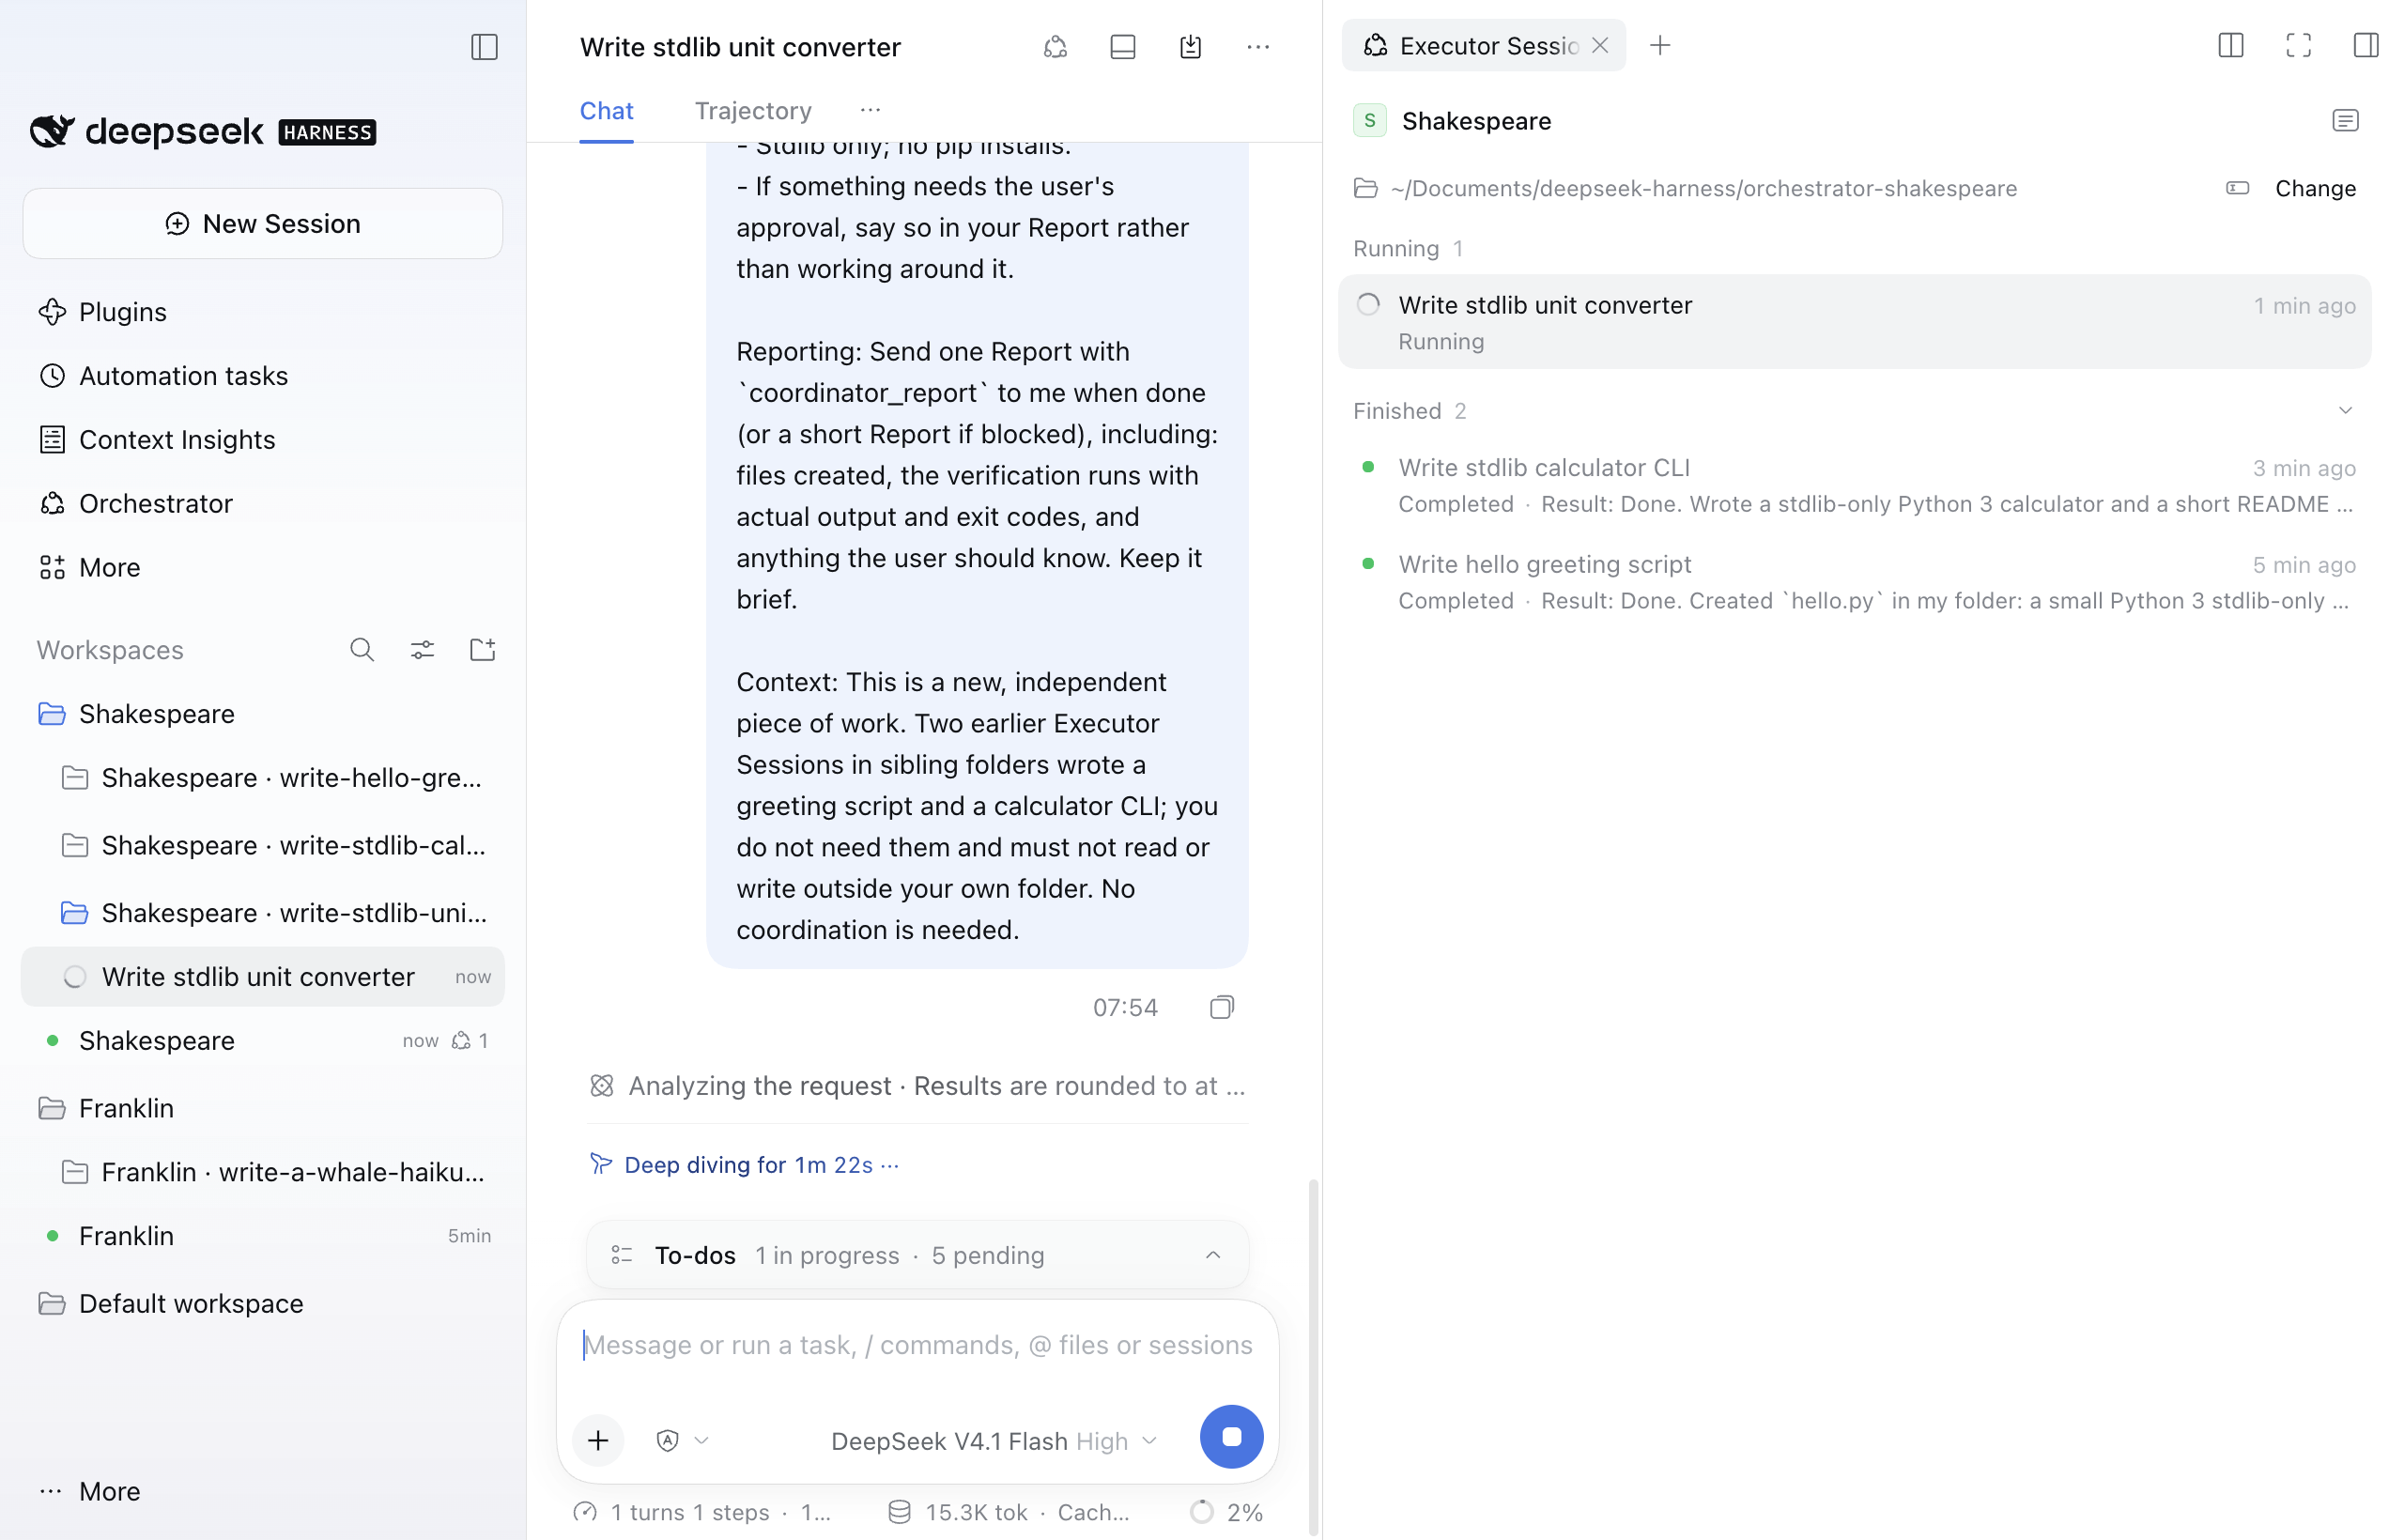 deepseek HARNESS
New Session
Plugins
Automation tasks
Context Insights
Orchestrator
More
Workspaces
Shakespeare
Shakespeare · write-hello-gre...
Shakespeare · write-stdlib-cal...
Shakespeare · write-stdlib-uni...
Write stdlib unit converter now
Shakespeare now 1
Franklin
Franklin · write-a-whale-haiku...
Franklin 5min
Default workspace
More
Write stdlib unit converter
Chat Trajectory
- Stdlib only; no pip installs.
- If something needs the user's
approval, say so in your Report rather
than working around it.
Reporting: Send one Report with
`coordinator_report` to me when done
(or a short Report if blocked), including:
files created, the verification runs with
actual output and exit codes, and
anything the user should know. Keep it
brief.
Context: This is a new, independent
piece of work. Two earlier Executor
Sessions in sibling folders wrote a
greeting script and a calculator CLI; you
do not need them and must not read or
write outside your own folder. No
coordination is needed.
07:54
Analyzing the request · Results are rounded to at ...
Deep diving for 1m 22s ...
To-dos 1 in progress · 5 pending
Message or run a task, / commands, @ files or sessions
DeepSeek V4.1 Flash High
1 turns 1 steps · 1... 15.3K tok · Cach... 2%
Executor Sessio
S Shakespeare
~/Documents/deepseek-harness/orchestrator-shakespeare Change
Running 1
Write stdlib unit converter 1 min ago
Running
Finished 2
Write stdlib calculator CLI 3 min ago
Completed · Result: Done. Wrote a stdlib-only Python 3 calculator and a short README ...
Write hello greeting script 5 min ago
Completed · Result: Done. Created `hello.py` in my folder: a small Python 3 stdlib-only ...